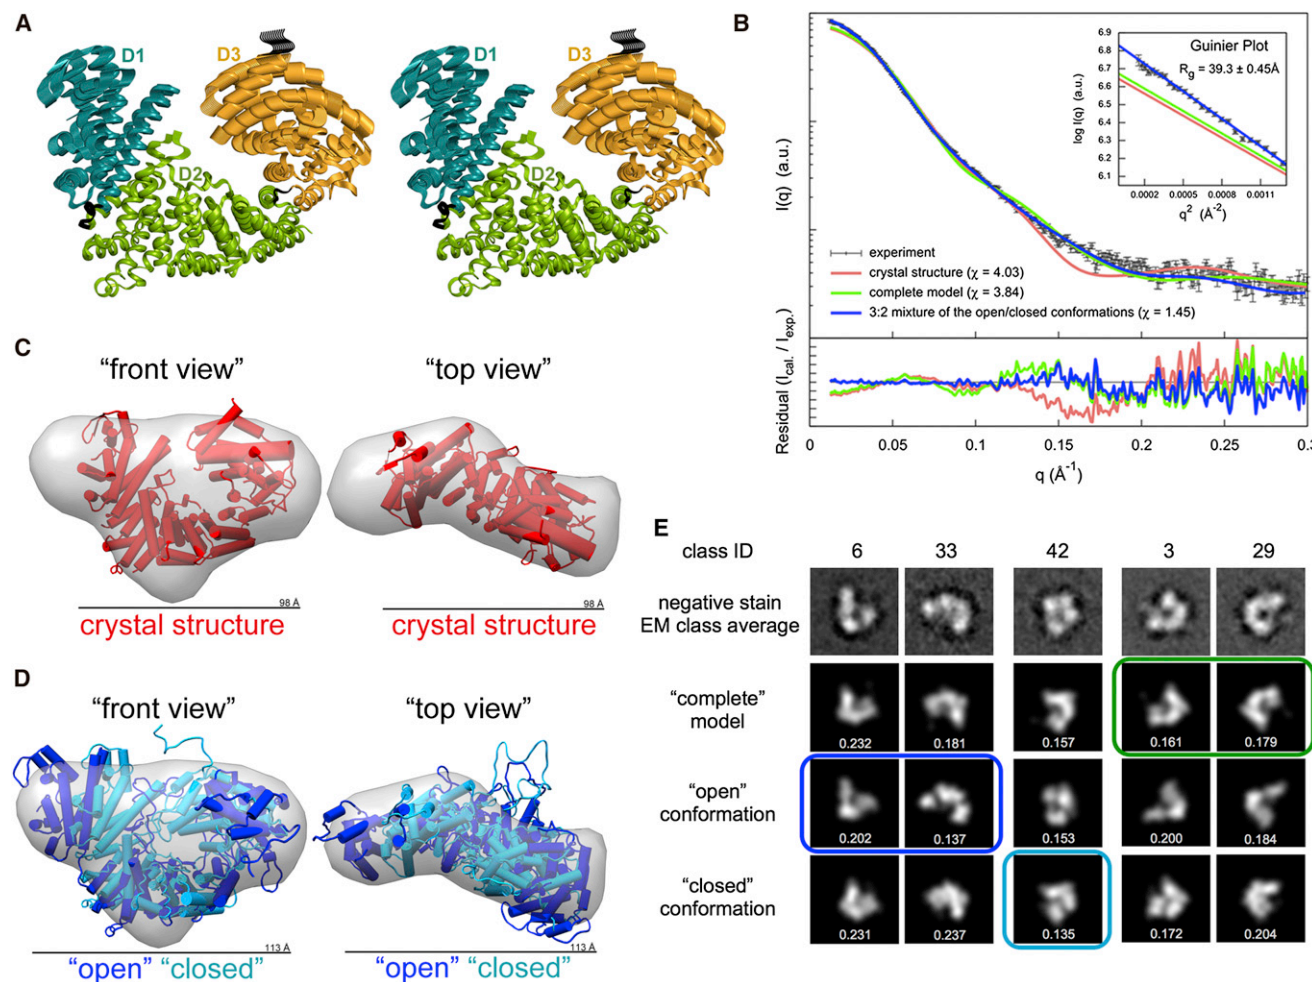 A
D1
D3
D2
D1
D3
D2
B
I(q) (a.u.)
6.9
6.8
6.7
6.6
6.5
6.4
6.3
6.2
6.1
log I(q) (a.u.)
Guinier Plot
Rg = 39.3 ± 0.45Å
0.0002
0.0005
0.0008
0.0011
q² (Å⁻²)
experiment
crystal structure (χ = 4.03)
complete model (χ = 3.84)
3:2 mixture of the open/closed conformations (χ = 1.45)
Residual (Ical. / Iexp.)
0
0.05
0.1
0.15
0.2
0.25
0.3
q (Å⁻¹)
C
“front view”
“top view”
98 Å
98 Å
crystal structure
crystal structure
D
“front view”
“top view”
113 Å
113 Å
“open” “closed”
“open” “closed”
E
class ID
6
33
42
3
29
negative stain
EM class average
“complete”
model
0.232
0.181
0.157
0.161
0.179
“open”
conformation
0.202
0.137
0.153
0.200
0.184
“closed”
conformation
0.231
0.237
0.135
0.172
0.204